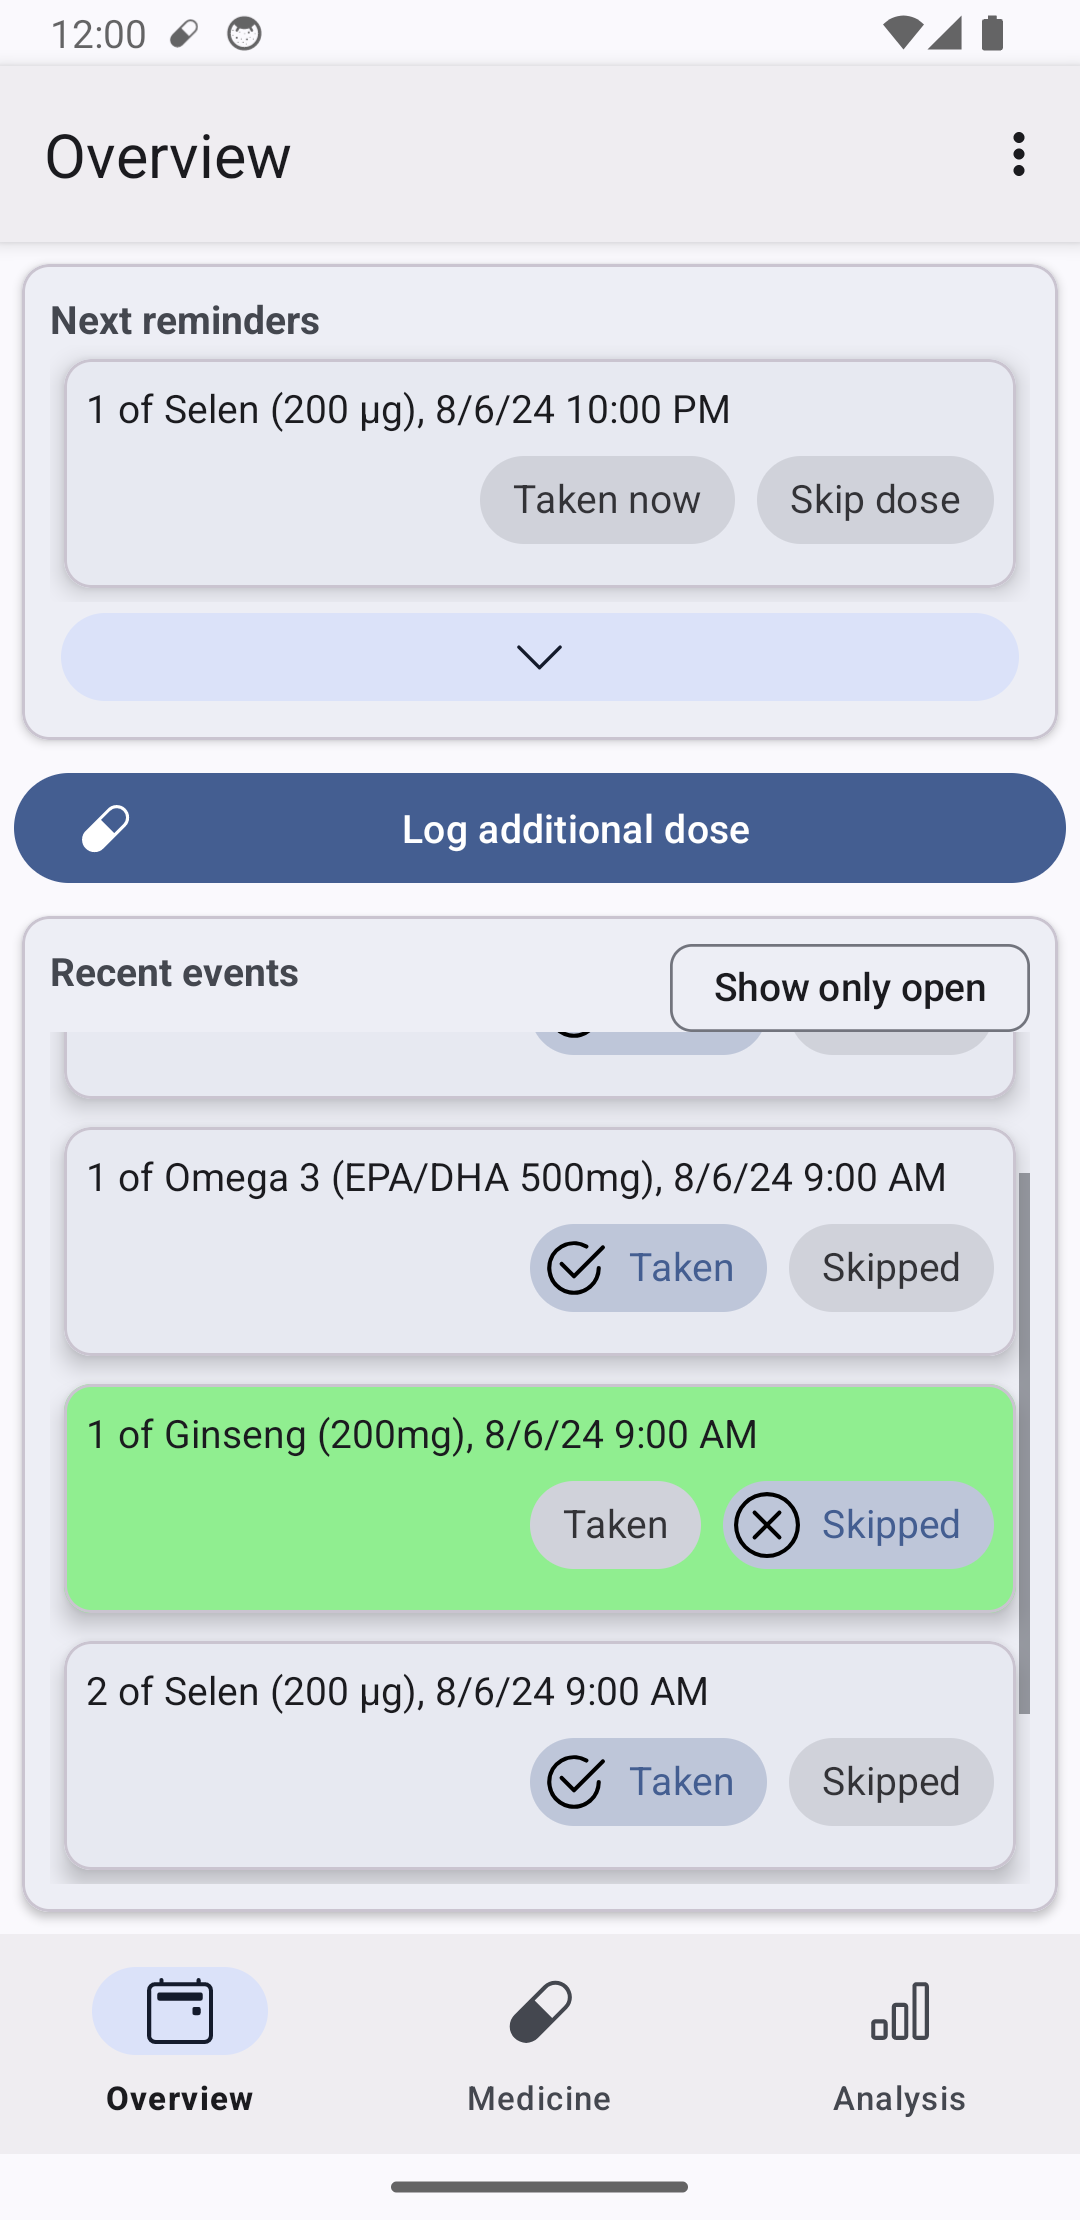 12:00
Overview
Next reminders
1 of Selen (200 µg), 8/6/24 10:00 PM
Taken now
Skip dose
Log additional dose
Recent events
Show only open
1 of Omega 3 (EPA/DHA 500mg), 8/6/24 9:00 AM
Taken
Skipped
1 of Ginseng (200mg), 8/6/24 9:00 AM
Taken
Skipped
2 of Selen (200 µg), 8/6/24 9:00 AM
Taken
Skipped
Overview
Medicine
Analysis